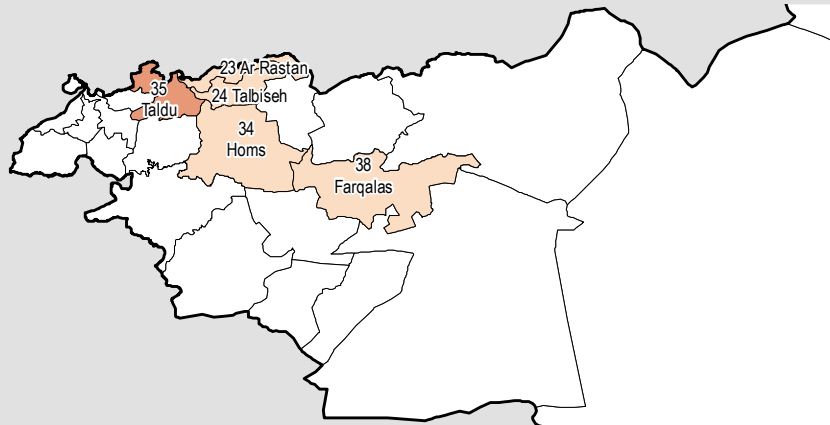 23 Ar-Rastan
35
Taldu
24 Talbiseh
34
Homs
38
Farqalas